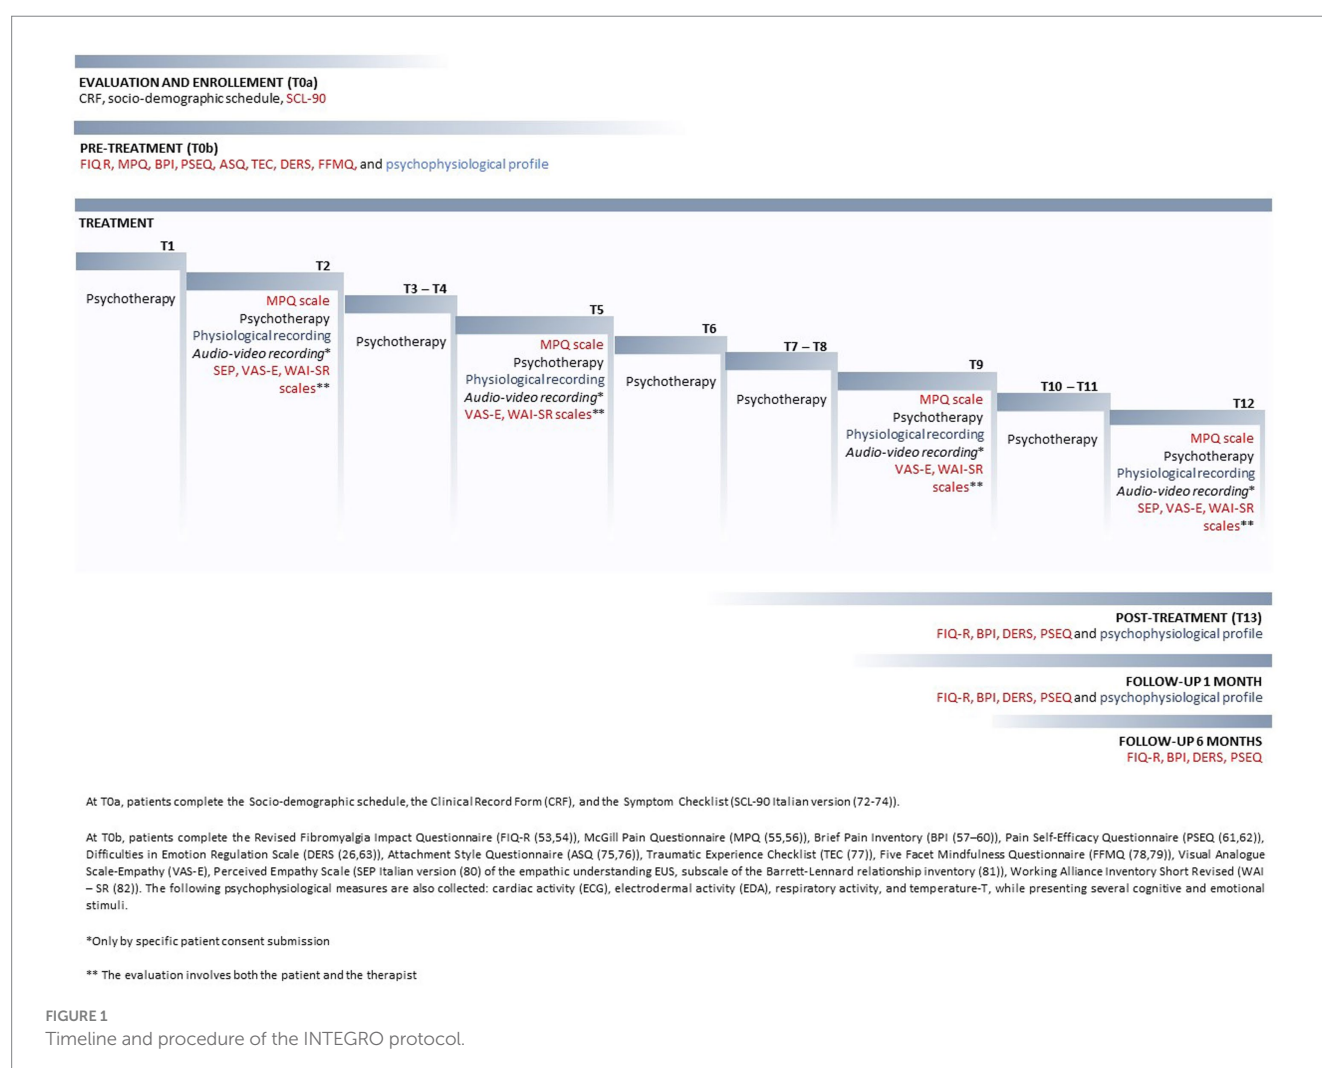 EVALUATION AND ENROLLEMENT (T0a)
CRF, socio-demographic schedule, SCL-90
PRE-TREATMENT (T0b)
FIQ R, MPQ, BPI, PSEQ, ASQ, TEC, DERS, FFMQ, and psychophysiological profile
TREATMENT
T1
Psychotherapy
T2
MPQ scale
Psychotherapy
Physiological recording
Audio-video recording*
SEP, VAS-E, WAI-SR
scales**
T3 – T4
Psychotherapy
T5
MPQ scale
Psychotherapy
Physiological recording
Audio-video recording*
VAS-E, WAI-SR scales**
T6
Psychotherapy
T7 – T8
Psychotherapy
T9
MPQ scale
Psychotherapy
Physiological recording
Audio-video recording*
VAS-E, WAI-SR
scales**
T10 – T11
Psychotherapy
T12
MPQ scale
Psychotherapy
Physiological recording
Audio-video recording*
SEP, VAS-E, WAI-SR
scales**
POST-TREATMENT (T13)
FIQ-R, BPI, DERS, PSEQ and psychophysiological profile
FOLLOW-UP 1 MONTH
FIQ-R, BPI, DERS, PSEQ and psychophysiological profile
FOLLOW-UP 6 MONTHS
FIQ-R, BPI, DERS, PSEQ
At T0a, patients complete the Socio-demographic schedule, the Clinical Record Form (CRF), and the Symptom Checklist (SCL-90 Italian version (72-74)).
At T0b, patients complete the Revised Fibromyalgia Impact Questionnaire (FIQ-R (53,54)), McGill Pain Questionnaire (MPQ (55,56)), Brief Pain Inventory (BPI (57–60)), Pain Self-Efficacy Questionnaire (PSEQ (61,62)),
Difficulties in Emotion Regulation Scale (DERS (26,63)), Attachment Style Questionnaire (ASQ (75,76)), Traumatic Experience Checklist (TEC (77)), Five Facet Mindfulness Questionnaire (FFMQ (78,79)), Visual Analogue
Scale-Empathy (VAS-E), Perceived Empathy Scale (SEP Italian version (80) of the empathic understanding EUS, subscale of the Barrett-Lennard relationship inventory (81)), Working Alliance Inventory Short Revised (WAI
– SR (82)). The following psychophysiological measures are also collected: cardiac activity (ECG), electrodermal activity (EDA), respiratory activity, and temperature-T, while presenting several cognitive and emotional
stimuli.
*Only by specific patient consent submission
** The evaluation involves both the patient and the therapist
FIGURE 1
Timeline and procedure of the INTEGRO protocol.